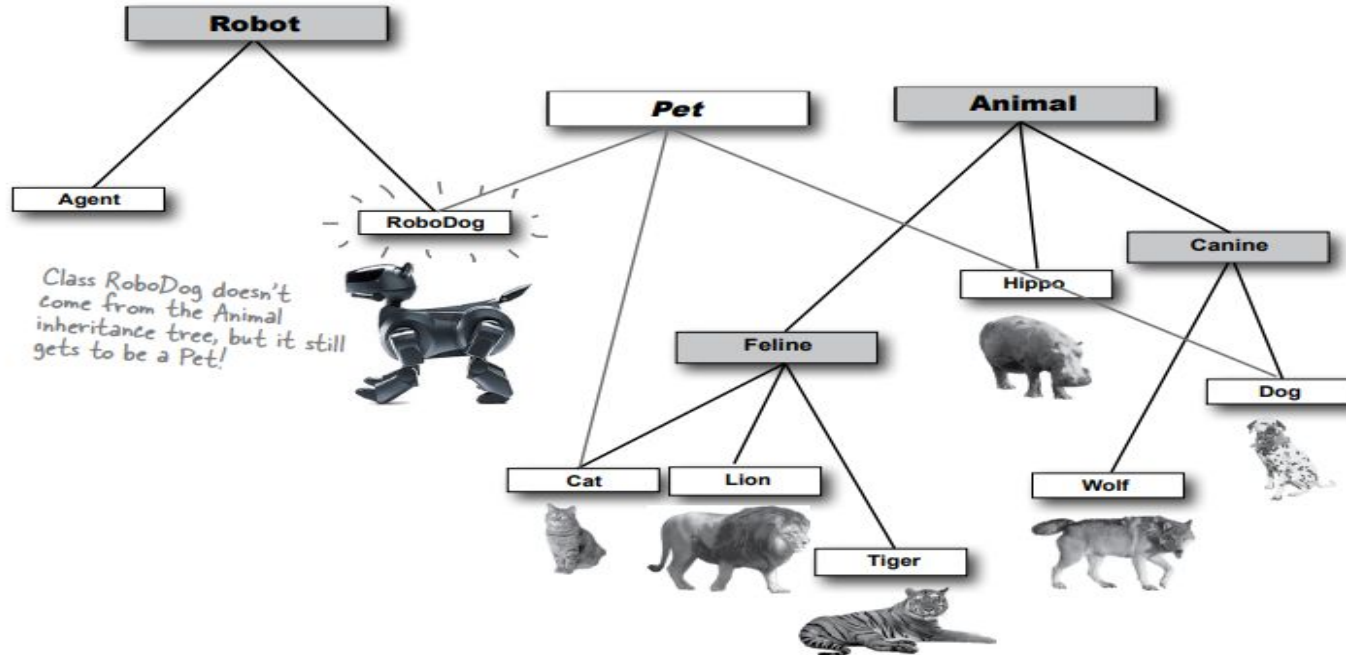 Robot
Pet
Animal
Agent
RoboDog
Canine
Class RoboDog doesn't
come from the Animal
inheritance tree, but it still
gets to be a Pet!
Hippo
Feline
Dog
Cat
Lion
Wolf
Tiger